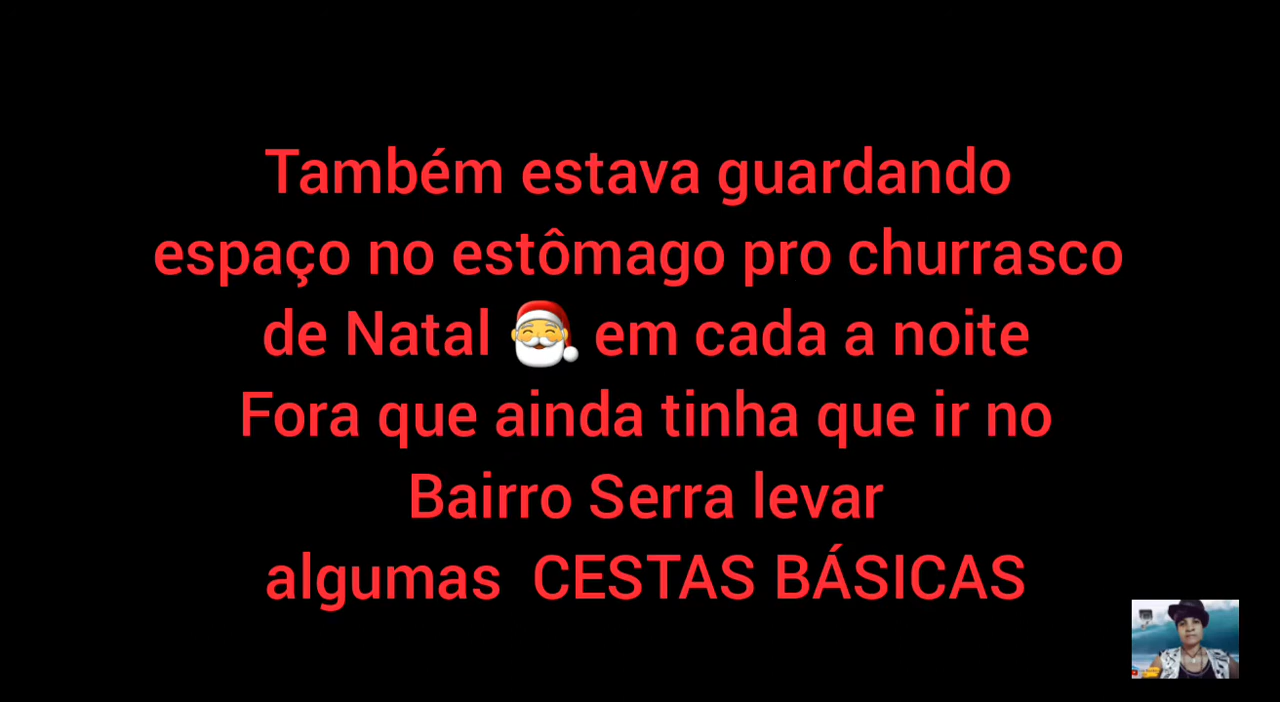 Também estava guardando
espaço no estômago pro churrasco
de Natal 🎅 em cada a noite
Fora que ainda tinha que ir no
Bairro Serra levar
algumas  CESTAS BÁSICAS